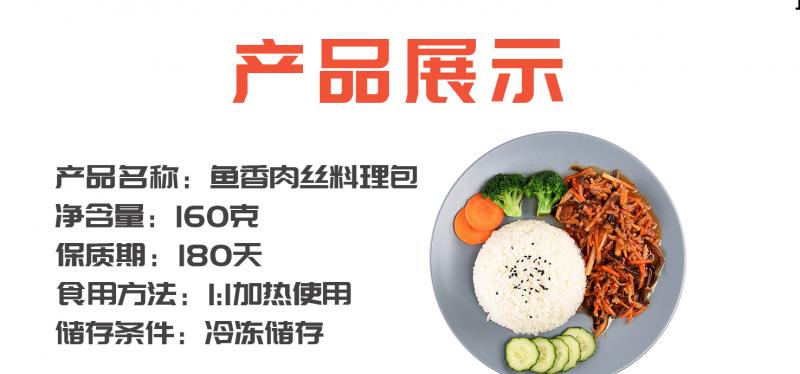 产品展示
产品名称：鱼香肉丝料理包
净含量：160克
保质期：180天
食用方法：1:1加热使用
储存条件：冷冻储存